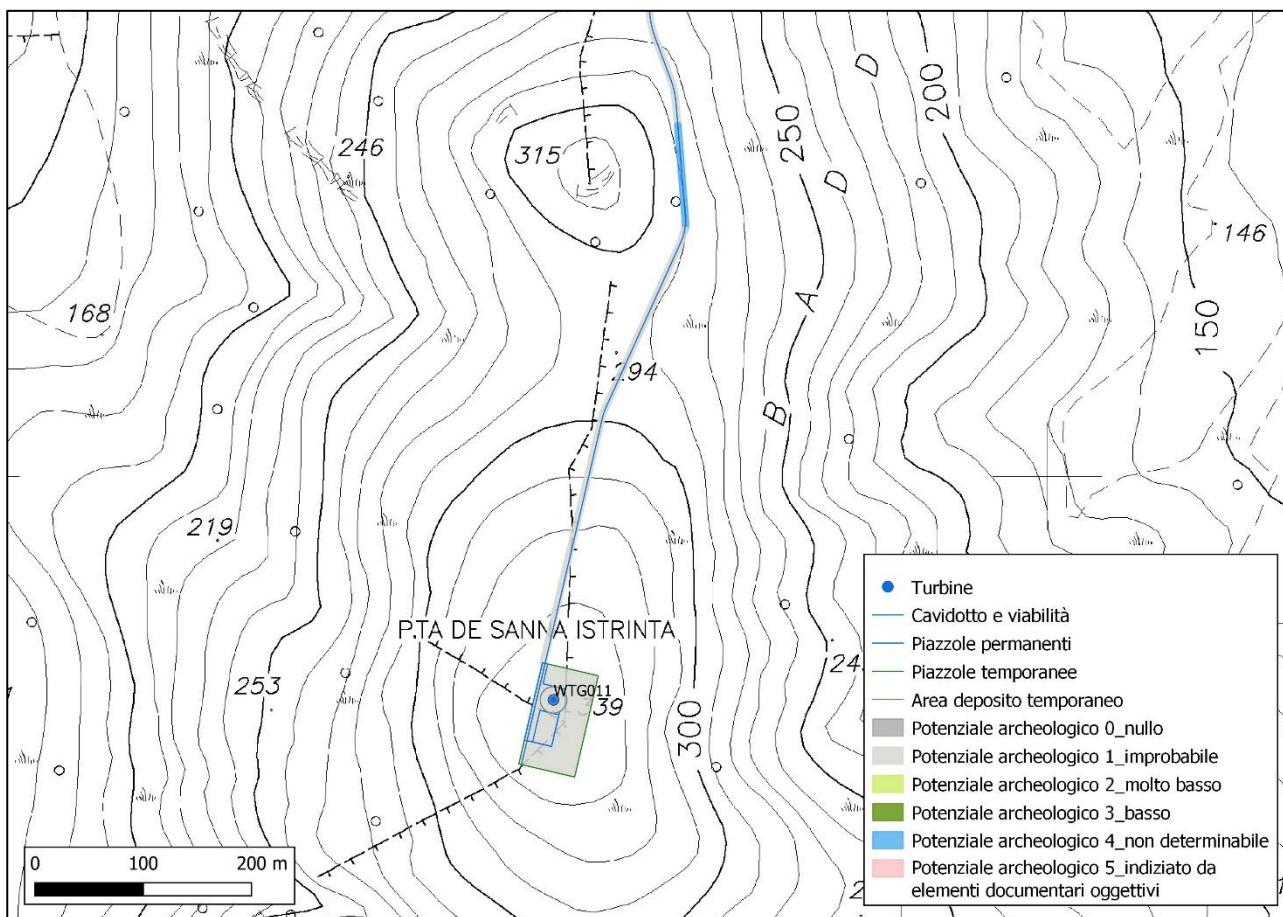 D
200
250
315
246
D
146
168
150
A
294
B
219
P.TA DE SANNA ISTRINTA
253
WTG011
39
300
0 100 200 m
Turbine
Cavidotto e viabilità
Piazzole permanenti
Piazzole temporanee
Area deposito temporaneo
Potenziale archeologico 0_nullo
Potenziale archeologico 1_improbabile
Potenziale archeologico 2_molto basso
Potenziale archeologico 3_basso
Potenziale archeologico 4_non determinabile
Potenziale archeologico 5_indiziato da
elementi documentari oggettivi